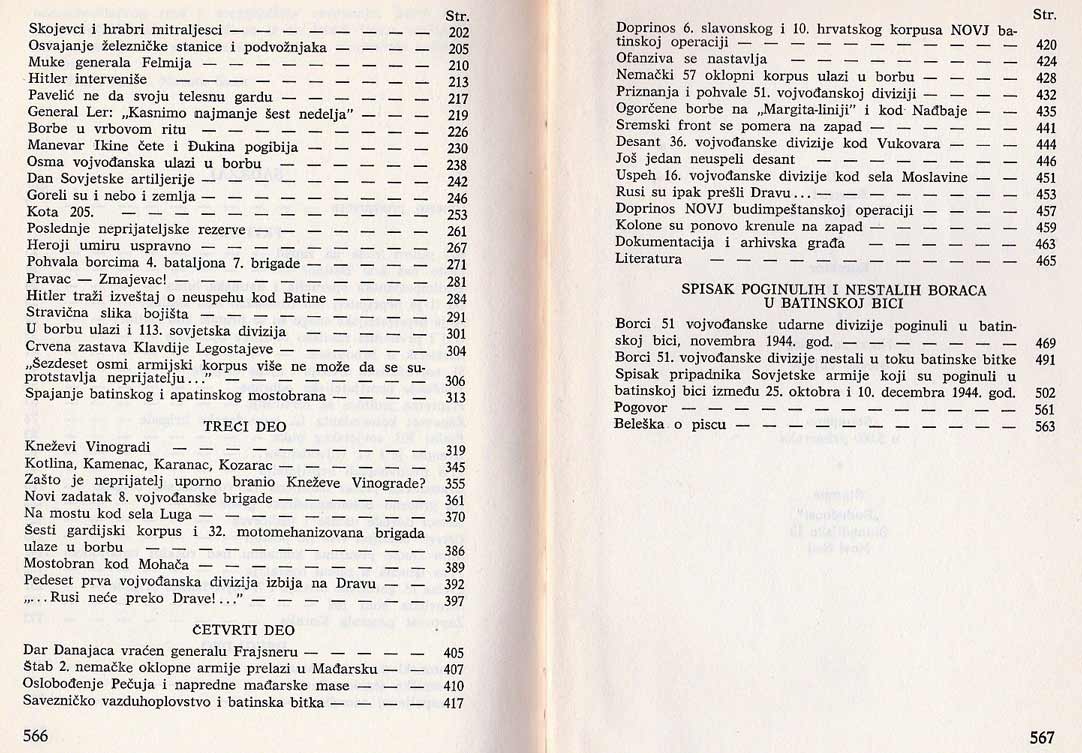 Str.
Skojevci i hrabri mitraljesci — — — — — — — — 202
Osvajanje železničke stanice i podvožnjaka — — — — 205
Muke generala Felmija — — — — — — — — — 210
Hitler interveniše — — — — — — — — — — 213
Pavelić ne da svoju telesnu gardu — — — — — — 217
General Ler: „Kasnimo najmanje šest nedelja” — — — 219
Borbe u vrbovom ritu — — — — — — — — — 226
Manevar Ikine čete i Đukina pogibija — — — — — 230
Osma vojvođanska ulazi u borbu — — — — — — 238
Dan Sovjetske artiljerije — — — — — — — — — 242
Goreli su i nebo i zemlja — — — — — — — — — 246
Kota 205. — — — — — — — — — — — — 253
Poslednje neprijateljske rezerve — — — — — — — 261
Heroji umiru uspravno — — — — — — — — — 267
Pohvala borcima 4. bataljona 7. brigade — — — — — 271
Pravac — Zmajevac! — — — — — — — — — — 281
Hitler traži izveštaj o neuspehu kod Batine — — — — 284
Stravična slika bojišta — — — — — — — — — 291
U borbu ulazi i 113. sovjetska divizija — — — — — 301
Crvena zastava Klavdije Legostajeve — — — — — — 304
„Šezdeset osmi armijski korpus više ne može da se su-
protstavlja neprijatelju...” — — — — — — — — 306
Spajanje batinskog i apatinskog mostobrana — — — — 313
TREĆI DEO
Kneževi Vinogradi — — — — — — — — — — 319
Kotlina, Kamenac, Karanac, Kozarac — — — — — — 345
Zašto je neprijatelj uporno branio Kneževe Vinograde? 355
Novi zadatak 8. vojvođanske brigade — — — — — — 361
Na mostu kod sela Luga — — — — — — — — — 370
Šesti gardijski korpus i 32. motomehanizovana brigada
ulaze u borbu — — — — — — — — — — — 386
Mostobran kod Mohača — — — — — — — — — 389
Pedeset prva vojvođanska divizija izbija na Dravu — — 392
„...Rusi neće preko Drave!...” — — — — — — — 397
ČETVRTI DEO
Dar Danajaca vraćen generalu Frajsneru — — — — — 405
Štab 2. nemačke oklopne armije prelazi u Mađarsku — — 407
Oslobođenje Pečuja i napredne mađarske mase — — — 410
Savezničko vazduhoplovstvo i batinska bitka — — — — 417
566
Str.
Doprinos 6. slavonskog i 10. hrvatskog korpusa NOVJ ba-
tinskoj operaciji — — — — — — — — — — — 420
Ofanziva se nastavlja — — — — — — — — — 424
Nemački 57 oklopni korpus ulazi u borbu — — — — 428
Priznanja i pohvale 51. vojvođanskoj diviziji — — — — 432
Ogorčene borbe na „Margita-liniji” i kod Nađbaje — — 435
Sremski front se pomera na zapad — — — — — — 441
Desant 36. vojvođanske divizije kod Vukovara — — — 444
Još jedan neuspeli desant — — — — — — — — 446
Uspeh 16. vojvođanske divizije kod sela Moslavine — — 451
Rusi su ipak prešli Dravu... — — — — — — — — 453
Doprinos NOVJ budimpeštanskoj operaciji — — — — 457
Kolone su ponovo krenule na zapad — — — — — — 459
Dokumentacija i arhivska građa — — — — — — 463
Literatura — — — — — — — — — — — — 465
SPISAK POGINULIH I NESTALIH BORACA
U BATINSKOJ BICI
Borci 51 vojvođanske udarne divizije poginuli u batin-
skoj bici, novembra 1944. god. — — — — — — — 469
Borci 51. vojvođanske divizije nestali u toku batinske bitke 491
Spisak pripadnika Sovjetske armije koji su poginuli u
batinskoj bici između 25. oktobra i 10. decembra 1944. god. 502
Pogovor — — — — — — — — — — — — — 561
Beleška o piscu — — — — — — — — — — — 563
567